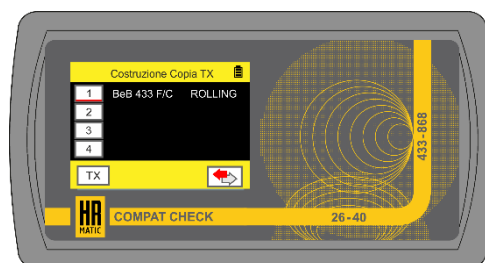 Costruzione Copia TX
1 BeB 433 F/C ROLLING
2
3
4
TX
433-868
HR
MATIC
COMPAT CHECK
26-40